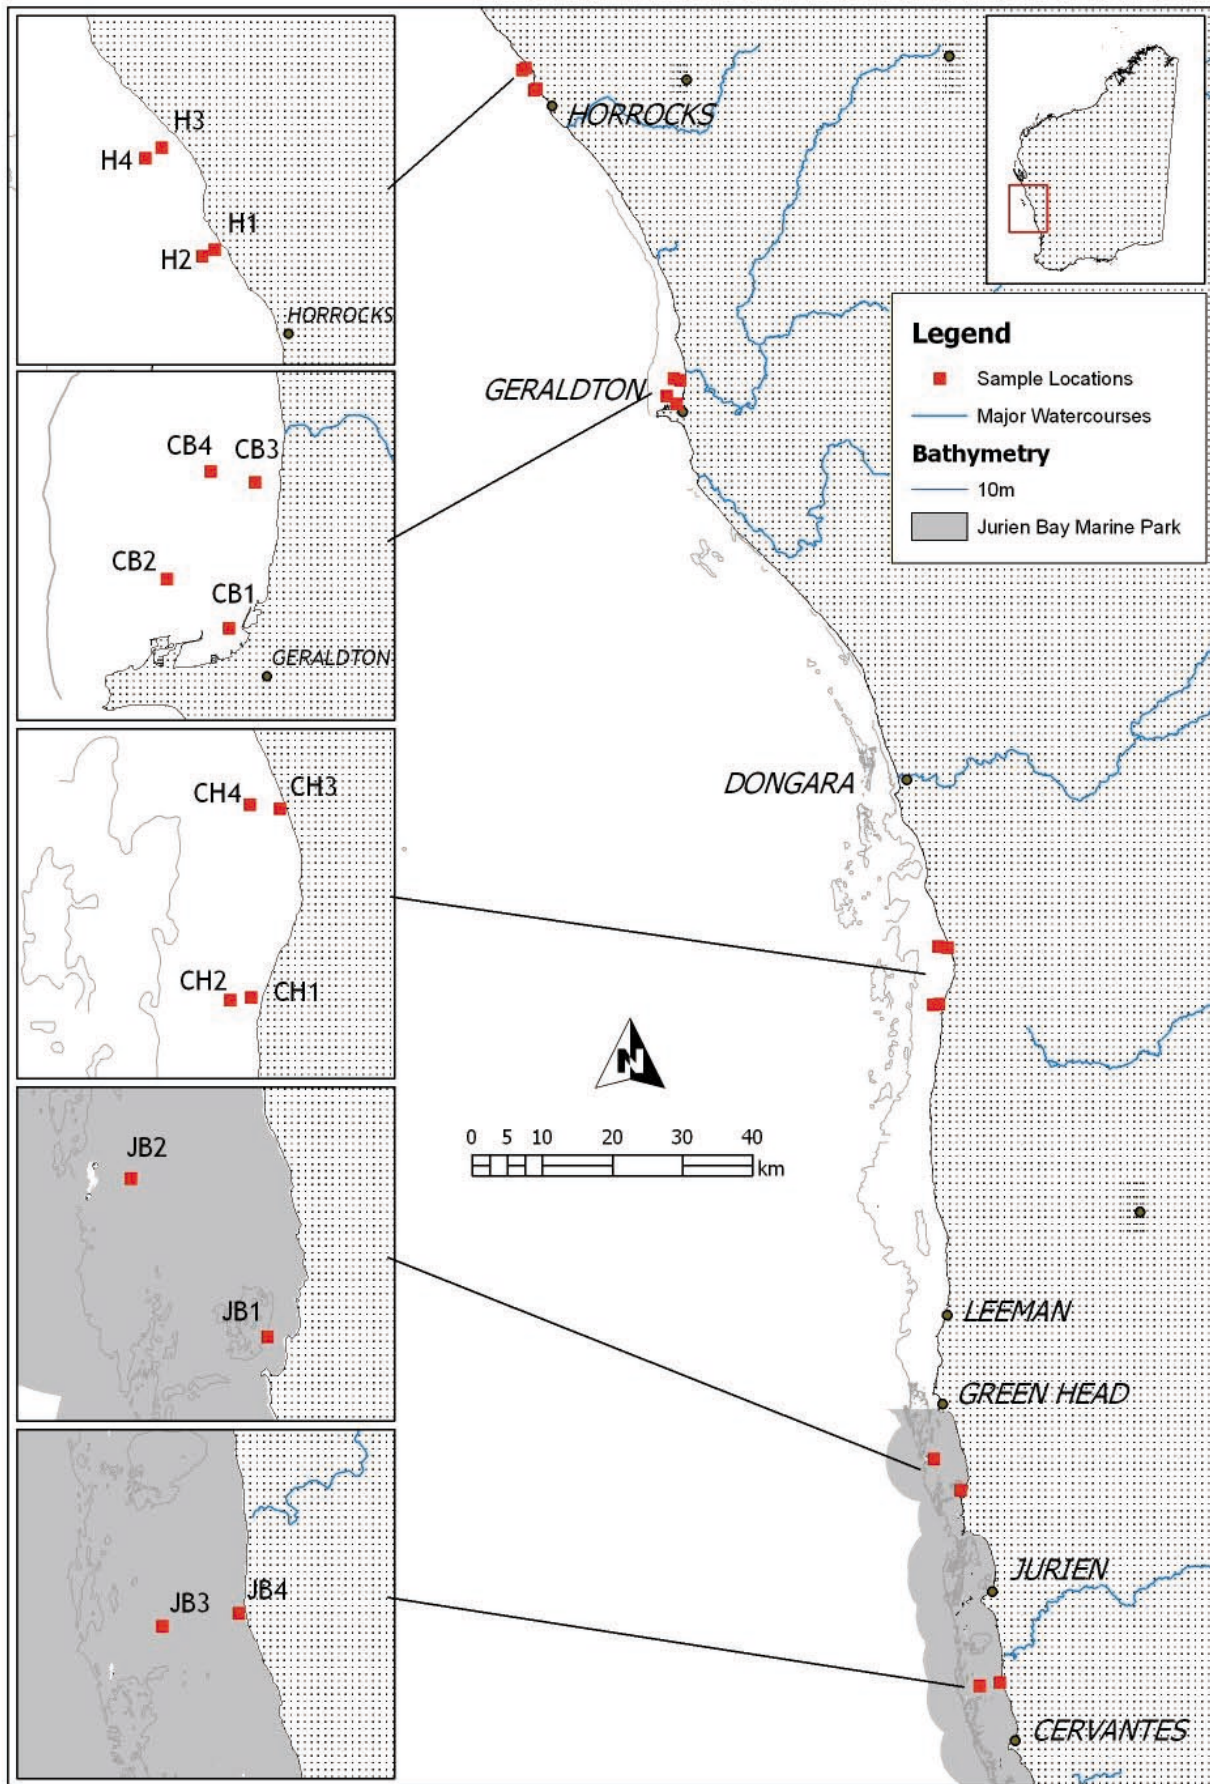 H3
H4
H1
H2
HORROCKS
CB4
CB3
CB2
CB1
GERALDTON
CH4
CH3
CH2
CH1
JB2
JB1
JB3
JB4
HORROCKS
GERALDTON
DONGARA
N
0 5 10 20 30 40
km
LEEMAN
GREEN HEAD
JURIEN
CERVANTES
Legend
Sample Locations
Major Watercourses
Bathymetry
10m
Jurien Bay Marine Park